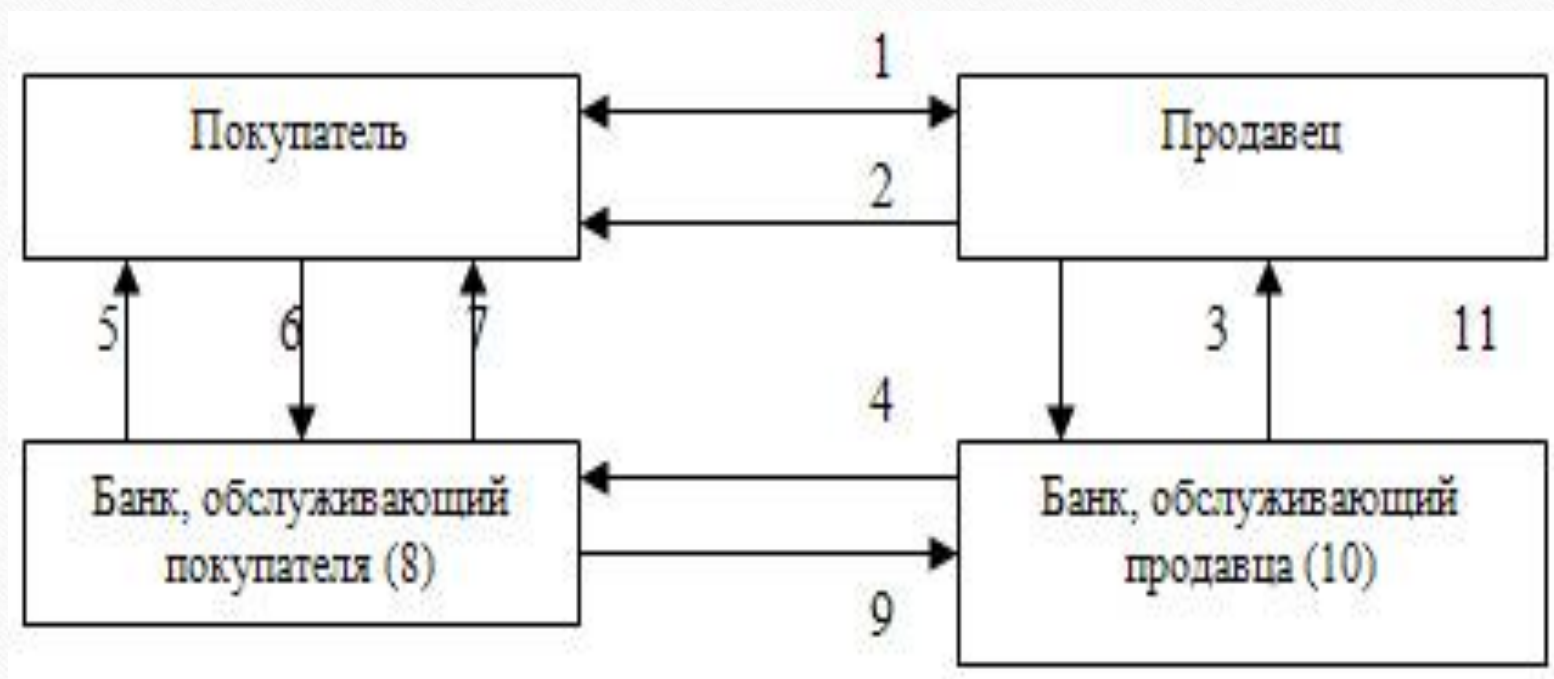 1
Покупатель
Продавец
2
5
6
7
3
11
4
Банк, обслуживающий
покупателя (8)
Банк, обслуживающий
продавца (10)
9